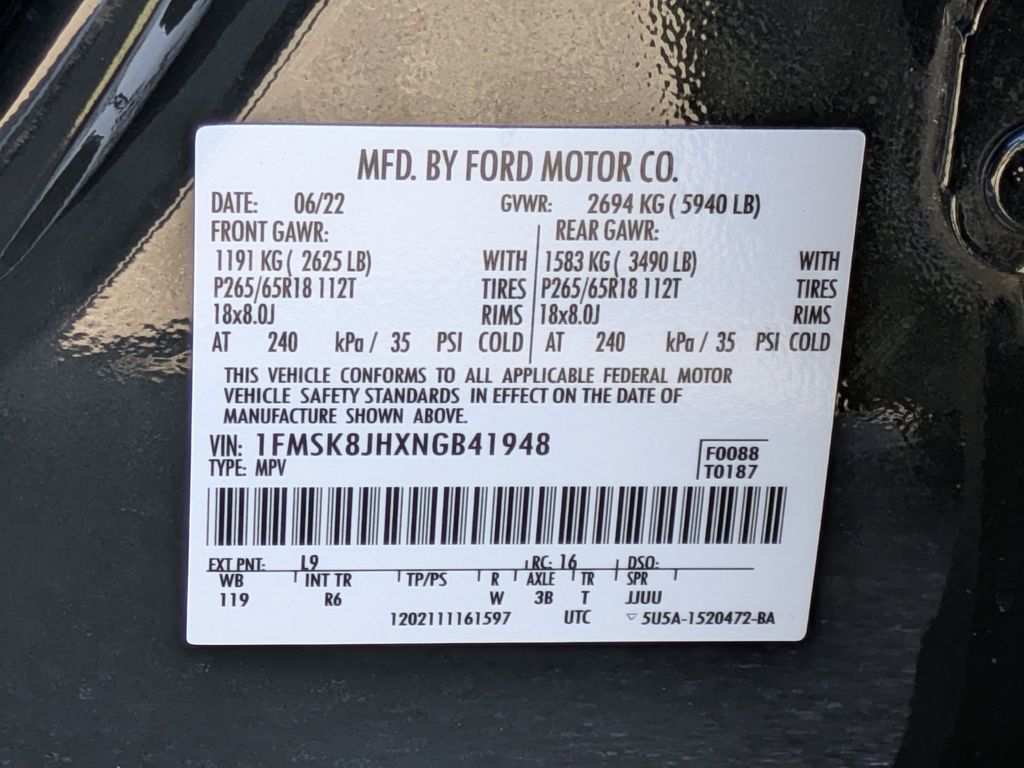 MFD. BY FORD MOTOR CO.
DATE: 06/22 GVWR: 2694 KG ( 5940 LB)
FRONT GAWR: REAR GAWR:
1191 KG ( 2625 LB) WITH 1583 KG ( 3490 LB) WITH
P265/65R18 112T TIRES P265/65R18 112T TIRES
18x8.0J RIMS 18x8.0J RIMS
AT 240 kPa / 35 PSI COLD AT 240 kPa / 35 PSI COLD
THIS VEHICLE CONFORMS TO ALL APPLICABLE FEDERAL MOTOR
VEHICLE SAFETY STANDARDS IN EFFECT ON THE DATE OF
MANUFACTURE SHOWN ABOVE.
VIN: 1FMSK8JHXNGB41948
F0088
TYPE: MPV T0187
EXT PNT: L9 RC: 16 DSO:
WB INT TR TP/PS R AXLE TR SPR
119 R6 W 3B T JJUU
1202111161597 UTC ▽ 5U5A-1520472-BA